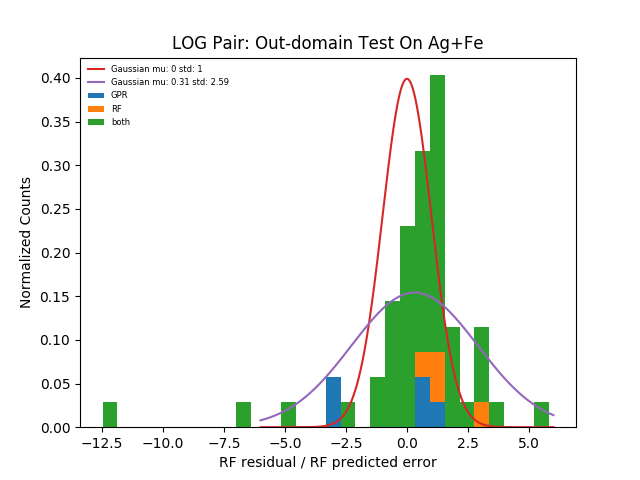 LOG Pair: Out-domain Test On Ag+Fe
Gaussian mu: 0 std: 1
Gaussian mu: 0.31 std: 2.59
GPR
RF
both
Normalized Counts
0.40
0.35
0.30
0.25
0.20
0.15
0.10
0.05
0.00
−12.5 −10.0 −7.5 −5.0 −2.5 0.0 2.5 5.0
RF residual / RF predicted error